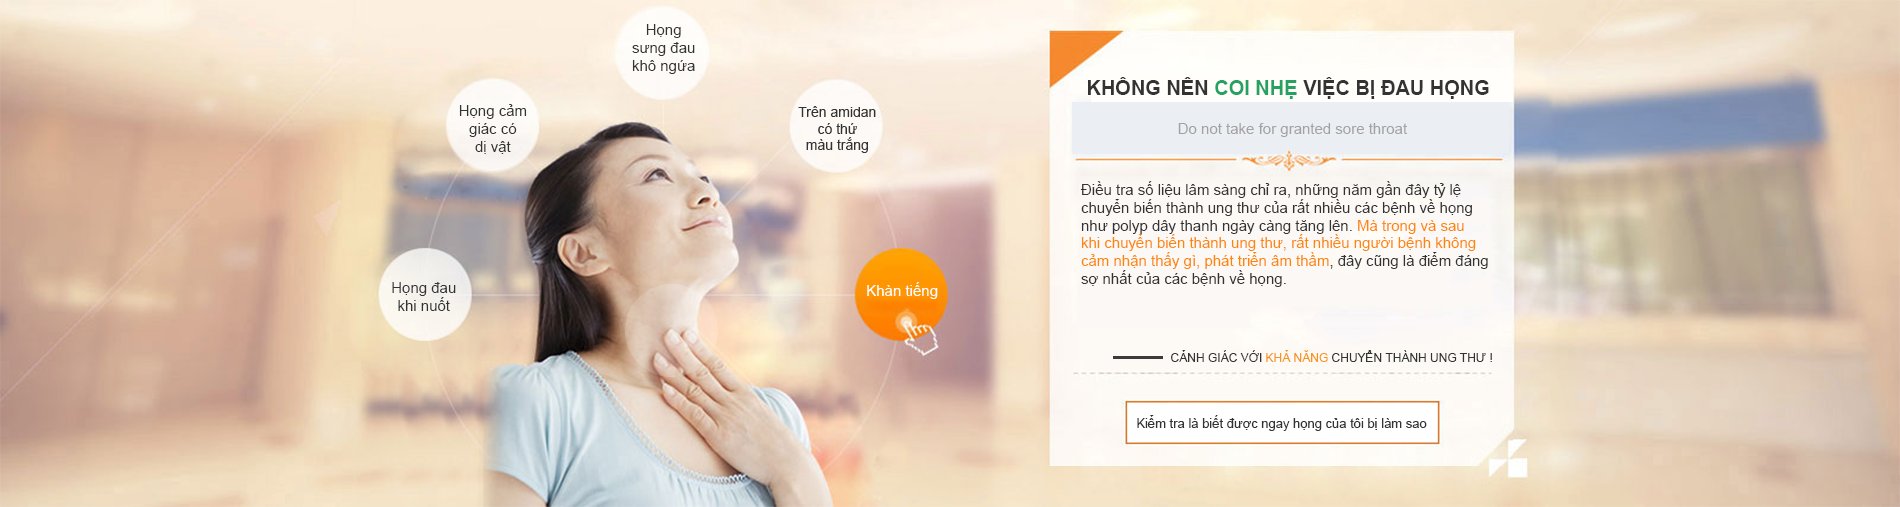 Họng
sưng đau
khô ngứa
Họng cảm
giác có
dị vật
Trên amidan
có thứ
màu trắng
Họng đau
khi nuốt
Khàn tiếng
KHÔNG NÊN COI NHẸ VIỆC BỊ ĐAU HỌNG
Do not take for granted sore throat
Điều tra số liệu lâm sàng chỉ ra, những năm gần đây tỷ lệ
chuyển biến thành ung thư của rất nhiều các bệnh về họng
như polyp dây thanh ngày càng tăng lên. Mà trong và sau
khi chuyển biến thành ung thư, rất nhiều người bệnh không
cảm nhận thấy gì, phát triển âm thầm, đây cũng là điểm đáng
sợ nhất của các bệnh về họng.
CẢNH GIÁC VỚI KHẢ NĂNG CHUYỂN THÀNH UNG THƯ !
Kiểm tra là biết được ngay họng của tôi bị làm sao